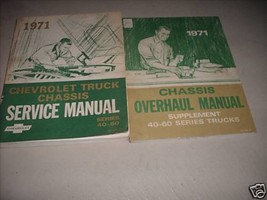 1971
CHEVROLET TRUCK
CHASSIS
SERVICE MANUAL
SERIES
40-60
1971
CHASSIS
OVERHAUL MANUAL
SUPPLEMENT
40-60 SERIES TRUCKS